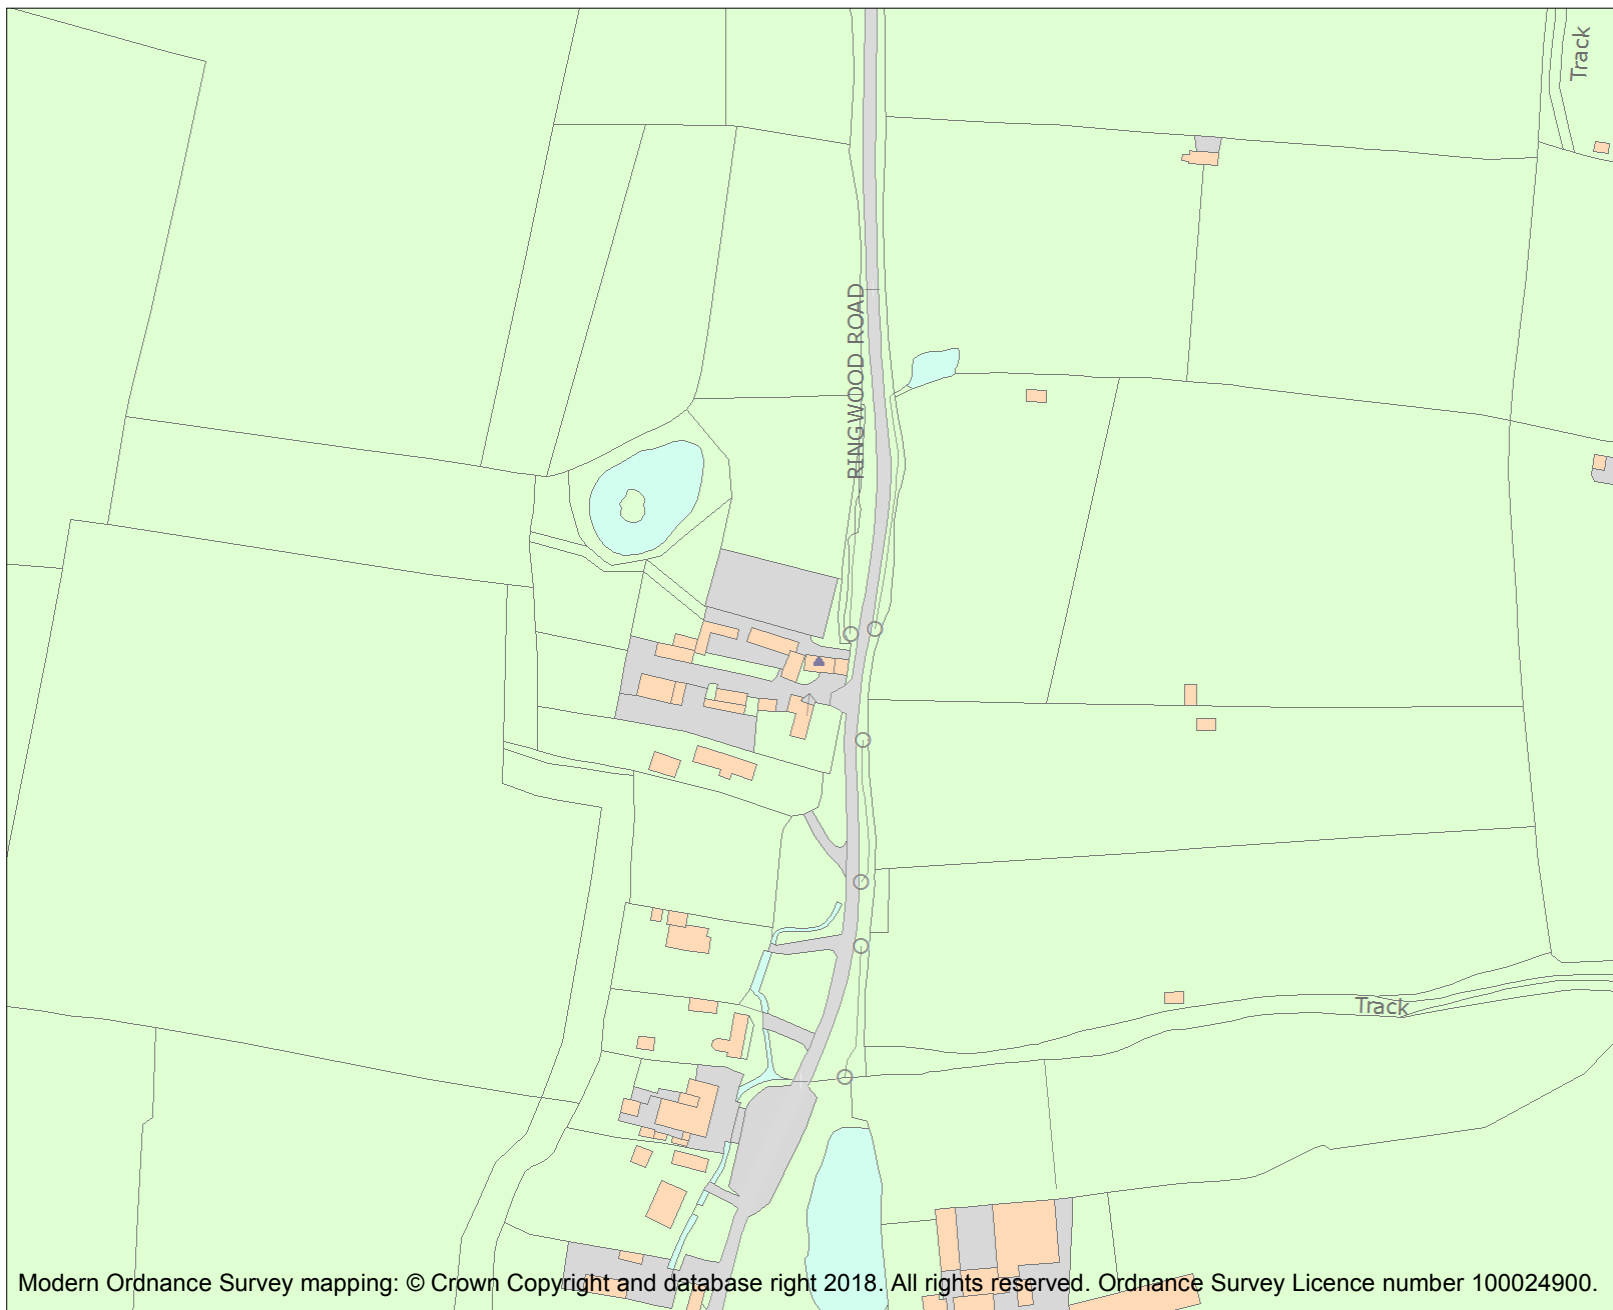 Track
RINGWOOD ROAD
Track
Modern Ordnance Survey mapping: © Crown Copyright and database right 2018. All rights reserved. Ordnance Survey Licence number 100024900.